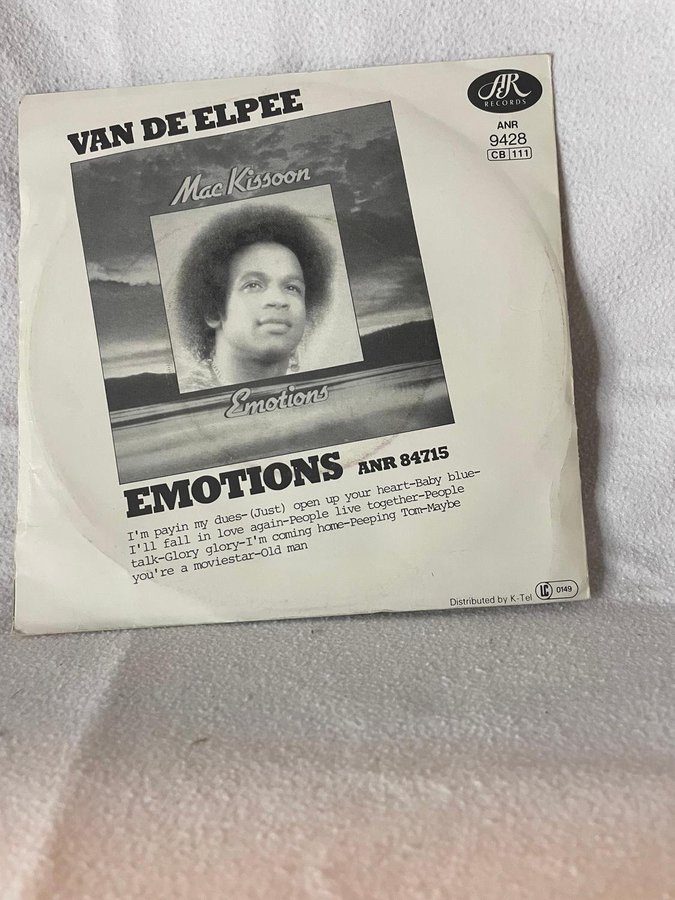 VAN DE ELPEE
AR
RECORDS
ANR
9428
CB 111
Mac Kissoon
Emotions
EMOTIONS ANR 84715
I'm payin my dues-(Just) open up your heart-Baby blue-
I'll fall in love again-People live together-People
talk-Glory glory-I'm coming home-Peeping Tom-Maybe
you're a moviestar-Old man
Distributed by K-Tel LC 0149